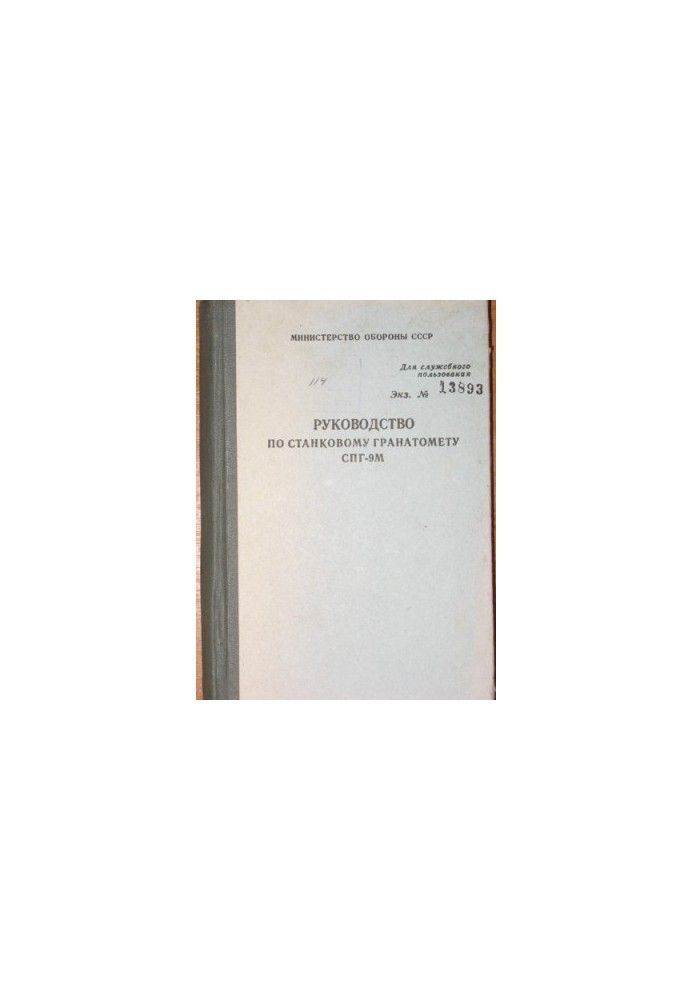 МИНИСТЕРСТВО ОБОРОНЫ СССР
Для служебного
пользования
114
Экз. № 13893
РУКОВОДСТВО
ПО СТАНКОВОМУ ГРАНАТОМЕТУ
СПГ-9М